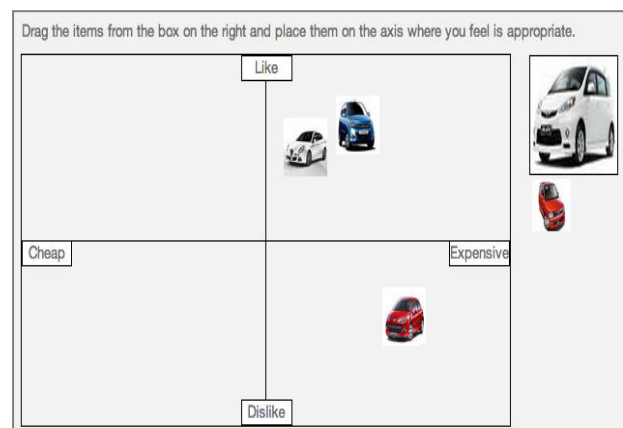 Drag the items from the box on the right and place them on the axis where you feel is appropriate.
Like
Cheap
Expensive
Dislike